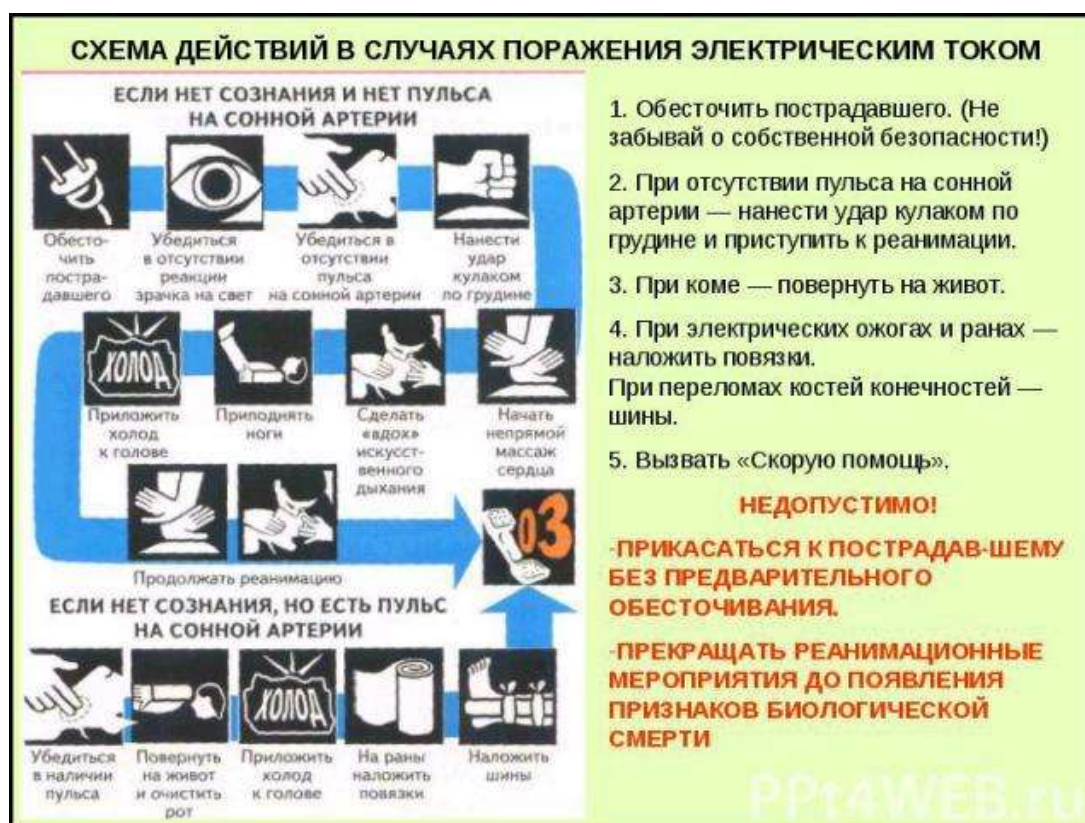 СХЕМА ДЕЙСТВИЙ В СЛУЧАЯХ ПОРАЖЕНИЯ ЭЛЕКТРИЧЕСКИМ ТОКОМ
ЕСЛИ НЕТ СОЗНАНИЯ И НЕТ ПУЛЬСА
НА СОННОЙ АРТЕРИИ
Обесто-
чить
постра-
давшего
Убедиться
в отсутствии
реакции
зрачка на свет
Убедиться в
отсутствии
пульса
на сонной артерии
Нанести
удар
кулаком
по грудине
ХОЛОД
Приложить
холод
к голове
Приподнять
ноги
Сделать
«вдох»
искусст-
венного
дыхания
Начать
непрямой
массаж
сердца
03
Продолжать реанимацию
ЕСЛИ НЕТ СОЗНАНИЯ, НО ЕСТЬ ПУЛЬС
НА СОННОЙ АРТЕРИИ
ХОЛОД
Убедиться
в наличии
пульса
Повернуть
на живот
и очистить
рот
Приложить
холод
к голове
На раны
наложить
повязки
Наложить
шины
1. Обесточить пострадавшего. (Не
забывай о собственной безопасности!)
2. При отсутствии пульса на сонной
артерии — нанести удар кулаком по
грудине и приступить к реанимации.
3. При коме — повернуть на живот.
4. При электрических ожогах и ранах —
наложить повязки.
При переломах костей конечностей —
шины.
5. Вызвать «Скорую помощь».
НЕДОПУСТИМО!
-ПРИКАСАТЬСЯ К ПОСТРАДАВ-ШЕМУ
БЕЗ ПРЕДВАРИТЕЛЬНОГО
ОБЕСТОЧИВАНИЯ.
-ПРЕКРАЩАТЬ РЕАНИМАЦИОННЫЕ
МЕРОПРИЯТИЯ ДО ПОЯВЛЕНИЯ
ПРИЗНАКОВ БИОЛОГИЧЕСКОЙ
СМЕРТИ
PPt4WEB.ru